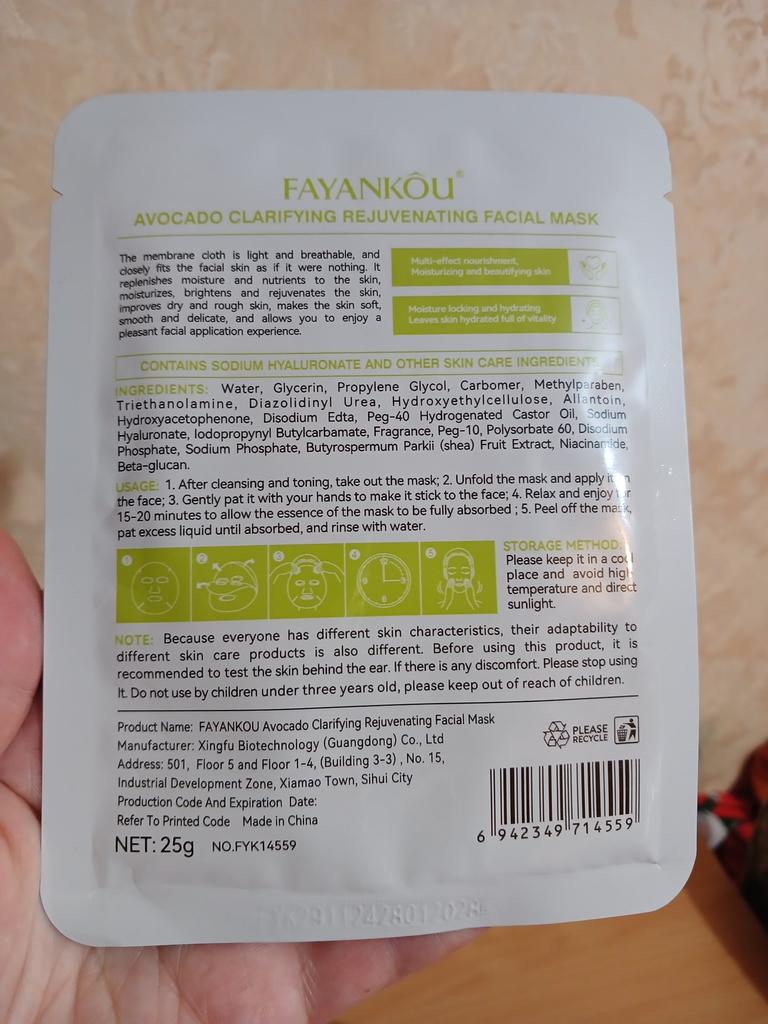 FAYANKÔU®
AVOCADO CLARIFYING REJUVENATING FACIAL MASK
The membrane cloth is light and breathable, and
closely fits the facial skin as if it were nothing. It
replenishes moisture and nutrients to the skin,
moisturizes, brightens and rejuvenates the skin,
improves dry and rough skin, makes the skin soft,
smooth and delicate, and allows you to enjoy a
pleasant facial application experience.
Multi-effect nourishment,
Moisturizing and beautifying skin
Moisture locking and hydrating
Leaves skin hydrated full of vitality
CONTAINS SODIUM HYALURONATE AND OTHER SKIN CARE INGREDIENTS
INGREDIENTS: Water, Glycerin, Propylene Glycol, Carbomer, Methylparaben,
Triethanolamine, Diazolidinyl Urea, Hydroxyethylcellulose, Allantoin,
Hydroxyacetophenone, Disodium Edta, Peg-40 Hydrogenated Castor Oil, Sodium
Hyaluronate, Iodopropynyl Butylcarbamate, Fragrance, Peg-10, Polysorbate 60, Disodium
Phosphate, Sodium Phosphate, Butyrospermum Parkii (shea) Fruit Extract, Niacinamide,
Beta-glucan.
USAGE: 1. After cleansing and toning, take out the mask; 2. Unfold the mask and apply it on
the face; 3. Gently pat it with your hands to make it stick to the face; 4. Relax and enjoy for
15-20 minutes to allow the essence of the mask to be fully absorbed ; 5. Peel off the mask,
pat excess liquid until absorbed, and rinse with water.
1 2 3 4 5
STORAGE METHOD:
Please keep it in a cool
place and avoid high
temperature and direct
sunlight.
NOTE: Because everyone has different skin characteristics, their adaptability to
different skin care products is also different. Before using this product, it is
recommended to test the skin behind the ear. If there is any discomfort. Please stop using
It. Do not use by children under three years old, please keep out of reach of children.
Product Name: FAYANKOU Avocado Clarifying Rejuvenating Facial Mask
Manufacturer: Xingfu Biotechnology (Guangdong) Co., Ltd
Address: 501, Floor 5 and Floor 1-4, (Building 3-3) , No. 15,
Industrial Development Zone, Xiamao Town, Sihui City
Production Code And Expiration Date:
Refer To Printed Code Made in China
NET: 25g NO.FYK14559
PLEASE
RECYCLE
6 942349 714559